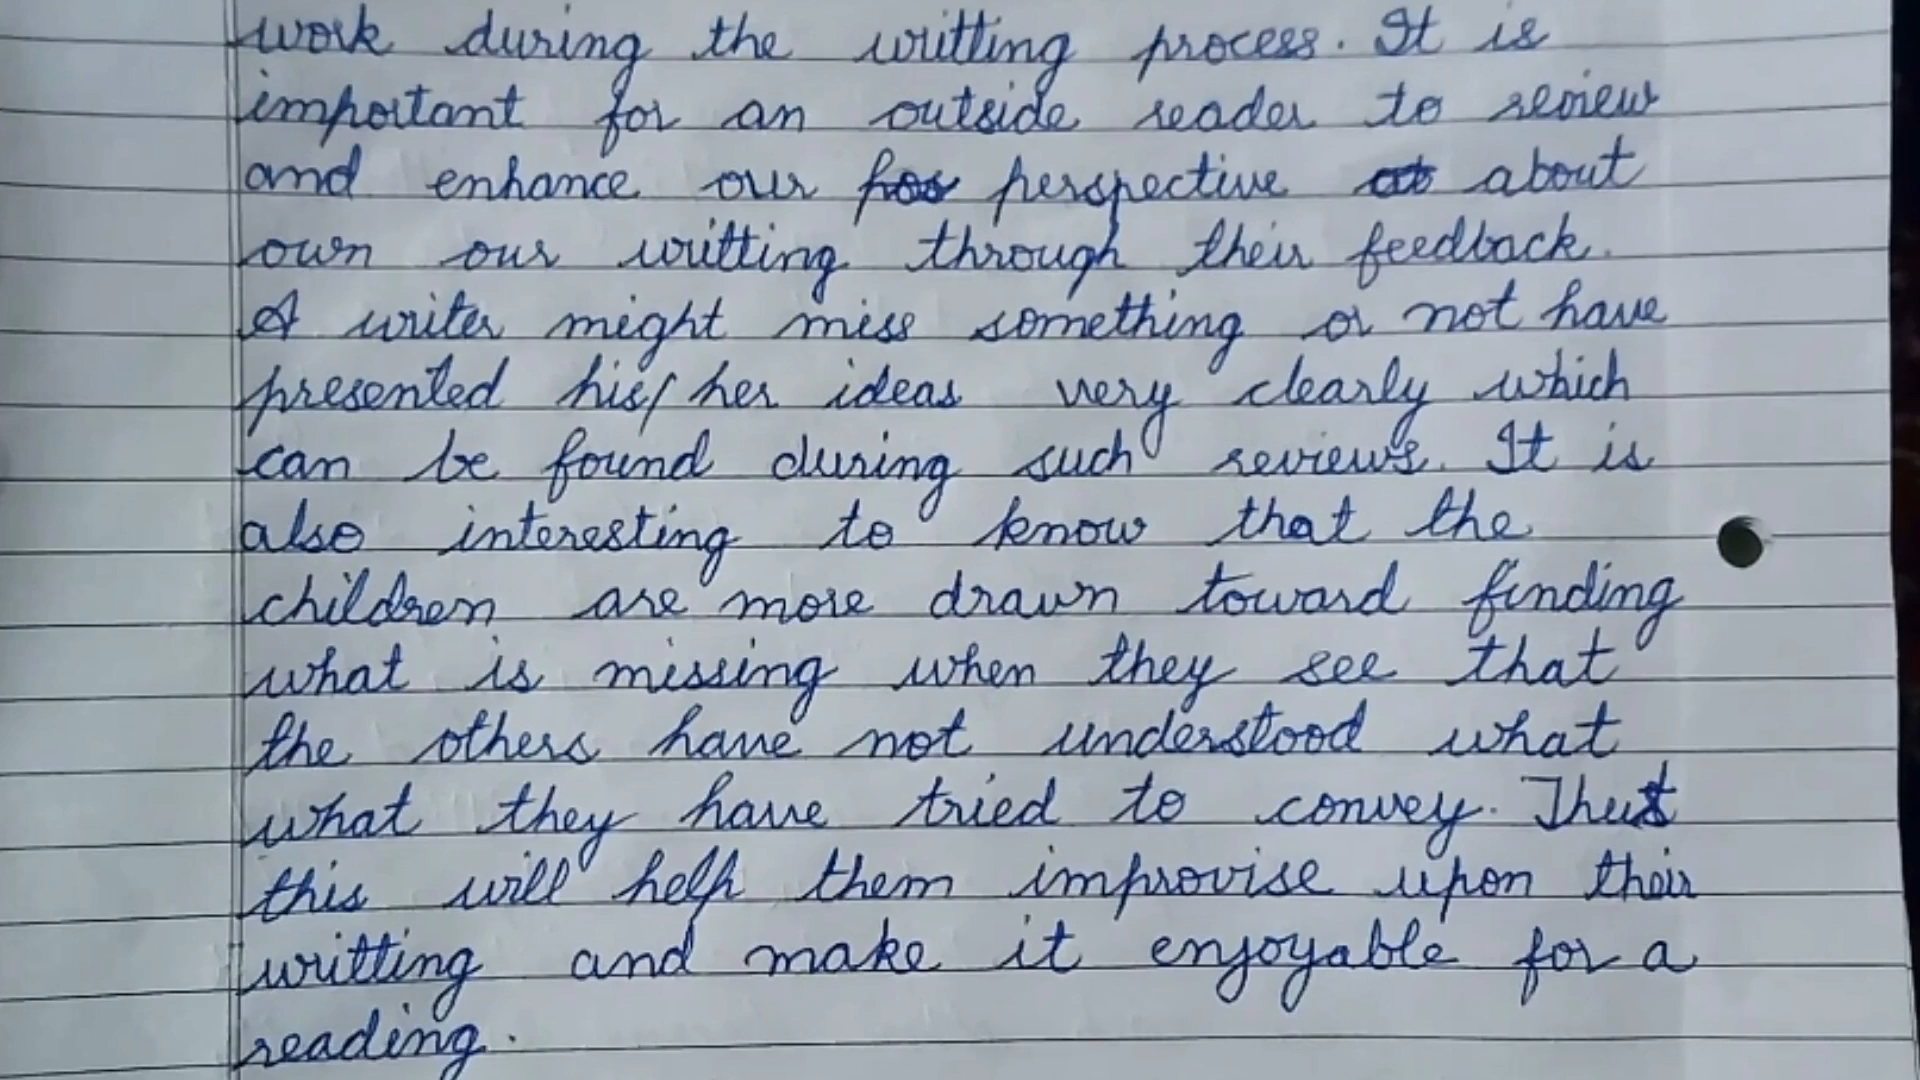 work during the writting process. It is
important for an outside reader to review
and enhance our perspective about
own our writting through their feedback.
A writer might miss something or not have
presented his/her ideas very clearly which
can be found during such reviews. It is
also interesting to know that the
children are more drawn toward finding
what is missing when they see that
the others have not understood what
what they have tried to convey. Thus
this will help them improvise upon their
writting and make it enjoyable for a
reading.